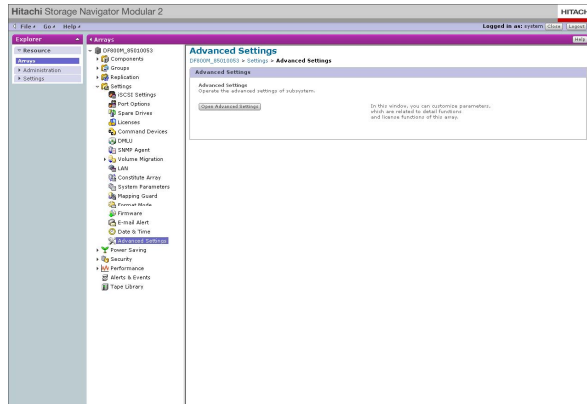 Hitachi Storage Navigator Modular 2
HITACH
File Go Help
Logged in as: system Close Logout
Explorer
Resource
Arrays
Administration
Settings
Arrays
Help
DF800M_85010053
Components
Groups
Replication
Settings
iSCSI Settings
Port Options
Spare Drives
Licenses
Command Devices
DMLU
SNMP Agent
Volume Migration
LAN
Constitute Array
System Parameters
Mapping Guard
Format Mode
Firmware
E-mail Alert
Date & Time
Advanced Settings
Power Saving
Security
Performance
Alerts & Events
Tape Library
Advanced Settings
DF800M_85010053 > Settings > Advanced Settings
Advanced Settings
Advanced Settings
Operate the advanced settings of subsystem.
Open Advanced Settings
In this window, you can customize parameters,
which are related to detail functions
and license functions of this array.